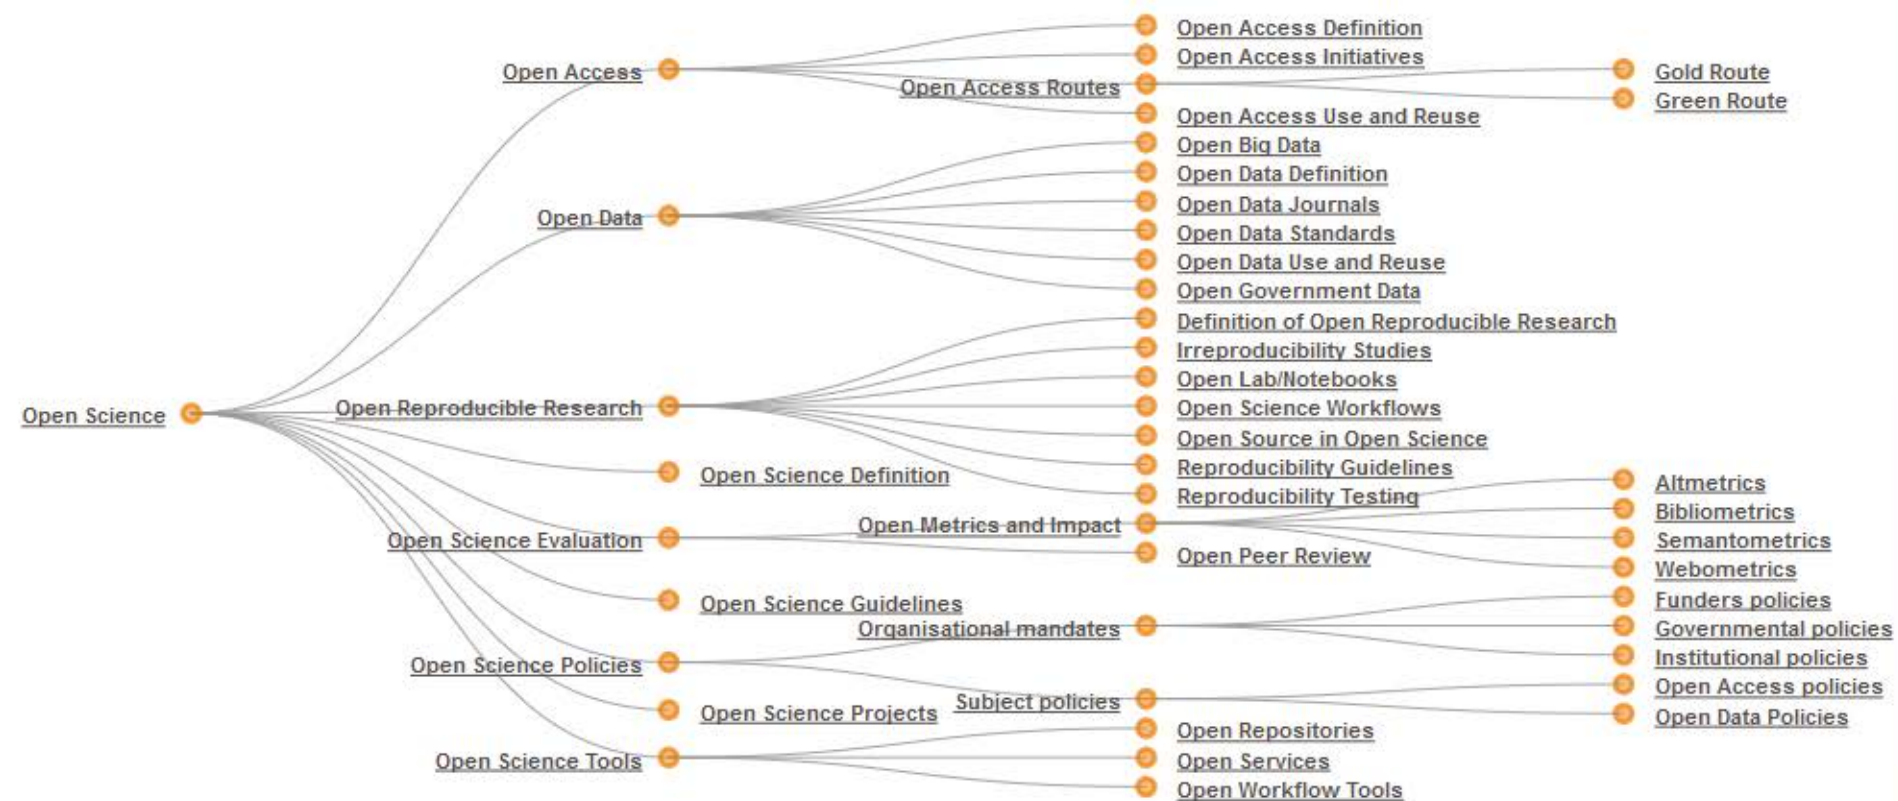 Open Science
Open Access
Open Access Definition
Open Access Initiatives
Open Access Routes
Gold Route
Green Route
Open Access Use and Reuse
Open Data
Open Big Data
Open Data Definition
Open Data Journals
Open Data Standards
Open Data Use and Reuse
Open Government Data
Open Reproducible Research
Definition of Open Reproducible Research
Irreproducibility Studies
Open Lab/Notebooks
Open Science Workflows
Open Source in Open Science
Reproducibility Guidelines
Reproducibility Testing
Open Science Definition
Open Science Evaluation
Open Metrics and Impact
Altmetrics
Bibliometrics
Semantometrics
Webometrics
Open Peer Review
Open Science Guidelines
Open Science Policies
Organisational mandates
Funders policies
Governmental policies
Institutional policies
Subject policies
Open Access policies
Open Data Policies
Open Science Projects
Open Science Tools
Open Repositories
Open Services
Open Workflow Tools